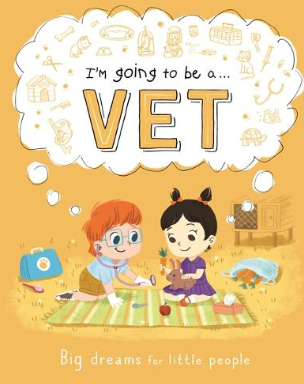 I'm going to be a...
VET
Big dreams for little people